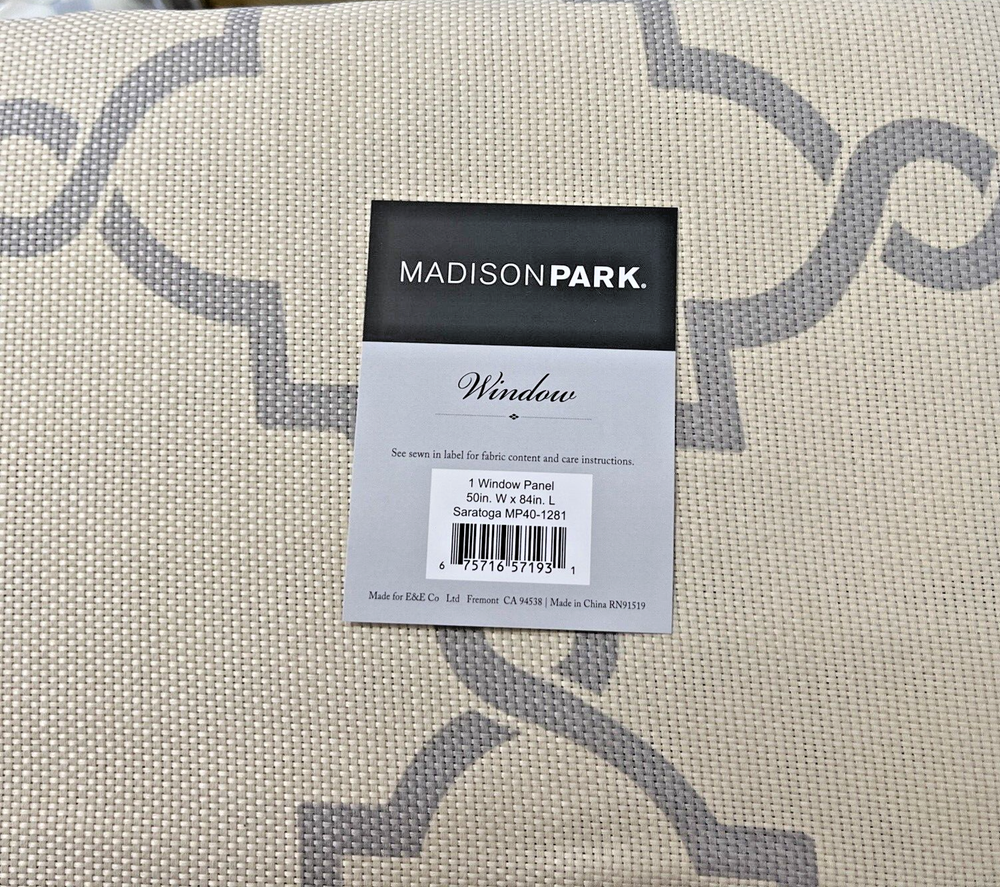 MADISONPARK.
Window
See sewn in label for fabric content and care instructions.
1 Window Panel
50in. W x 84in. L
Saratoga MP40-1281
6 75716 57193 1
Made for E&E Co Ltd Fremont CA 94538 | Made in China RN91519